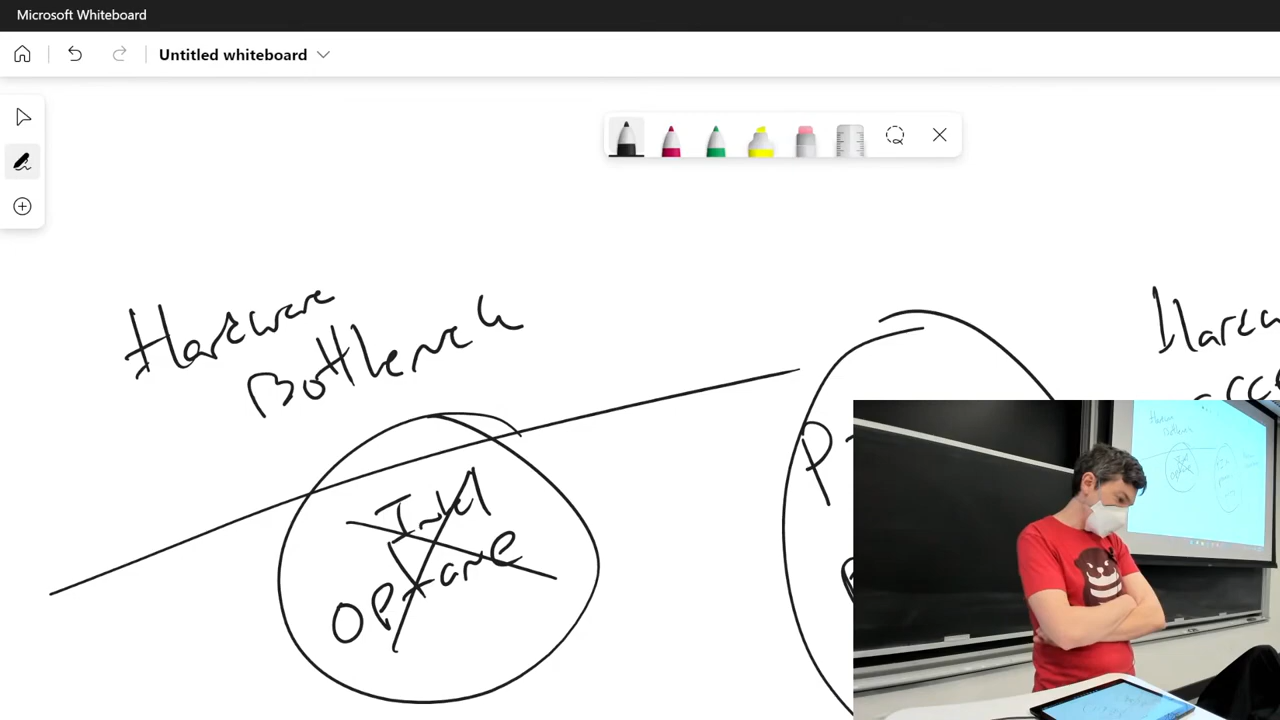 Microsoft Whiteboard
Untitled whiteboard
Hardware
Bottleneck
Intel
Optane